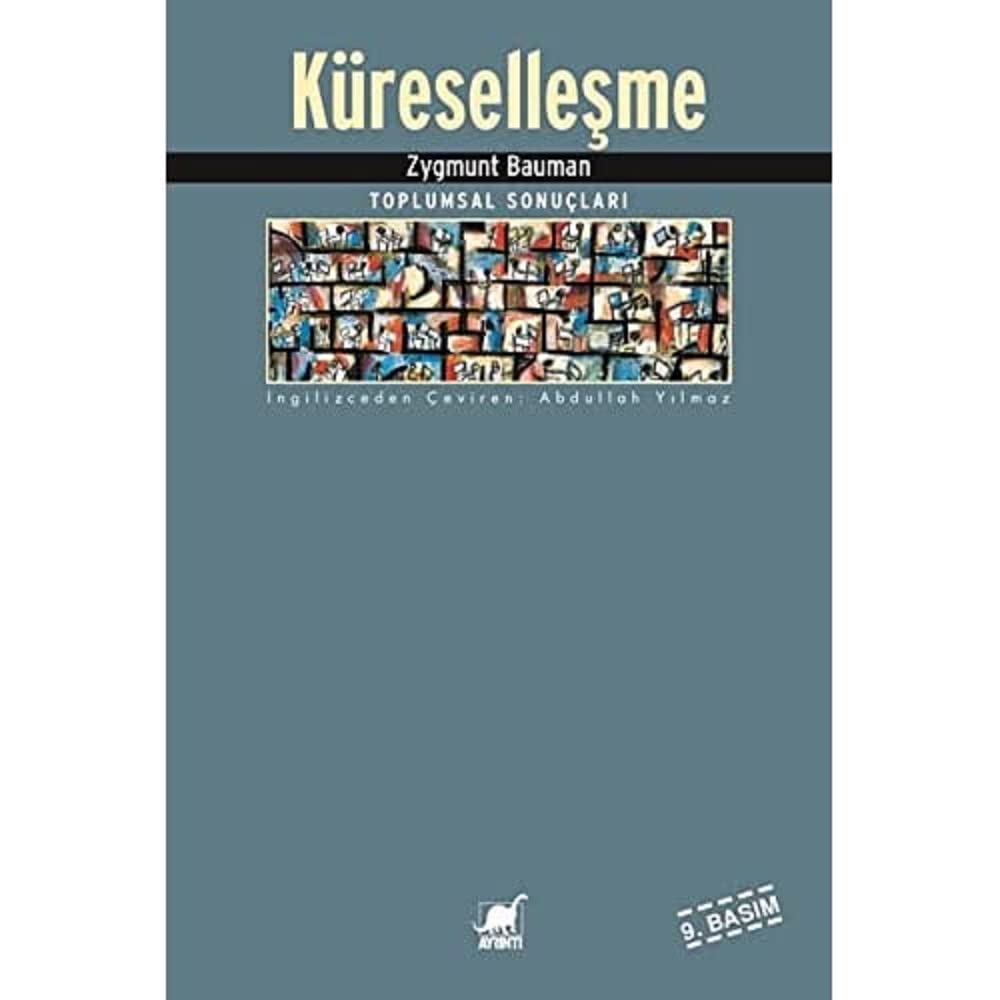 Küreselleşme
Zygmunt Bauman
TOPLUMSAL SONUÇLARI
İngilizceden Çeviren: Abdullah Yılmaz
AYRINTI
9. BASIM